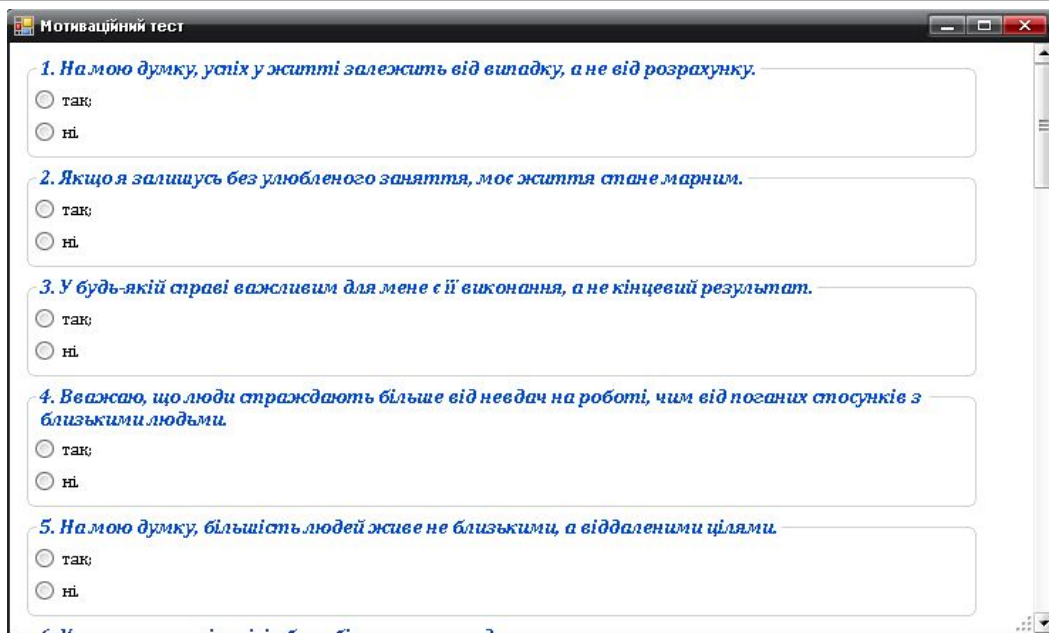 Мотиваційний тест
1. На мою думку, успіх у житті залежить від випадку, а не від розрахунку.
так;
ні.
2. Якщо я залишусь без улюбленого заняття, моє життя стане марним.
так;
ні.
3. У будь-якій справі важливим для мене є її виконання, а не кінцевий результат.
так;
ні.
4. Вважаю, що люди страждають більше від невдач на роботі, чим від поганих стосунків з
близькими людьми.
так;
ні.
5. На мою думку, більшість людей живе не близькими, а віддаленими цілями.
так;
ні.